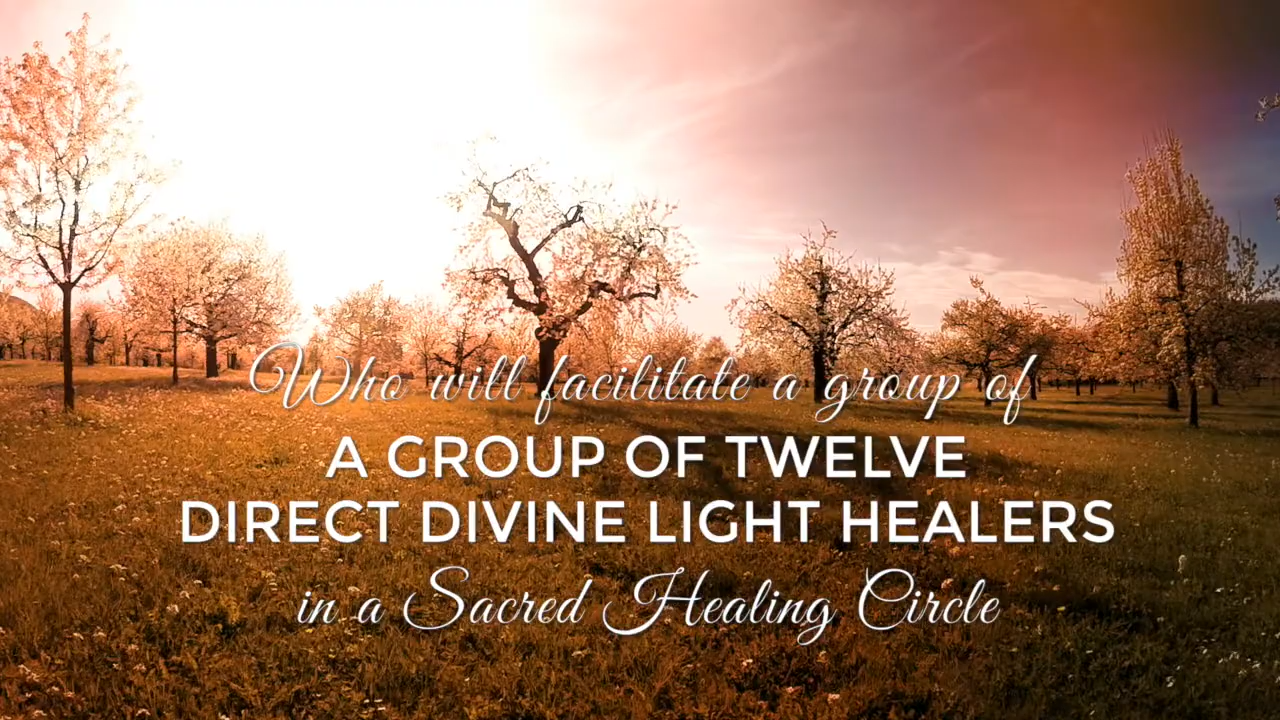 Who will facilitate a group of
A GROUP OF TWELVE
DIRECT DIVINE LIGHT HEALERS
in a Sacred Healing Circle